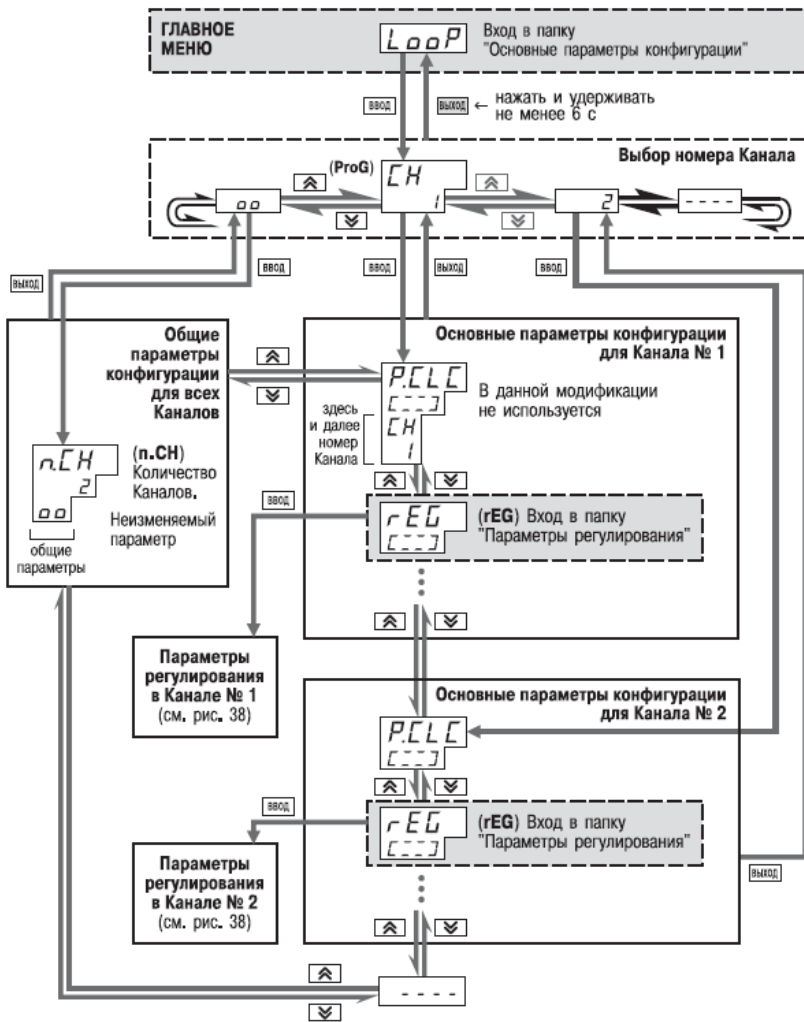 ГЛАВНОЕ
МЕНЮ
LooP
Вход в папку
"Основные параметры конфигурации"
ВВОД
ВЫХОД
← нажать и удерживать
не менее 6 с
Выбор номера Канала
(ProG)
CH
1
oo
2
- - - -
ВЫХОД
ВВОД
ВВОД
ВЫХОД
ВВОД
Общие
параметры
конфигурации
для всех
Каналов
n.CH
2
oo
(n.CH)
Количество
Каналов.
Неизменяемый
параметр
общие
параметры
Основные параметры конфигурации
для Канала № 1
P.CLC
[---]
CH
1
В данной модификации
не используется
здесь
и далее
номер
Канала
ВВОД
rEG
[---]
(rEG) Вход в папку
"Параметры регулирования"
Параметры
регулирования
в Канале № 1
(см. рис. 38)
Основные параметры конфигурации
для Канала № 2
P.CLC
[---]
ВВОД
rEG
[---]
(rEG) Вход в папку
"Параметры регулирования"
Параметры
регулирования
в Канале № 2
(см. рис. 38)
ВЫХОД
- - - -